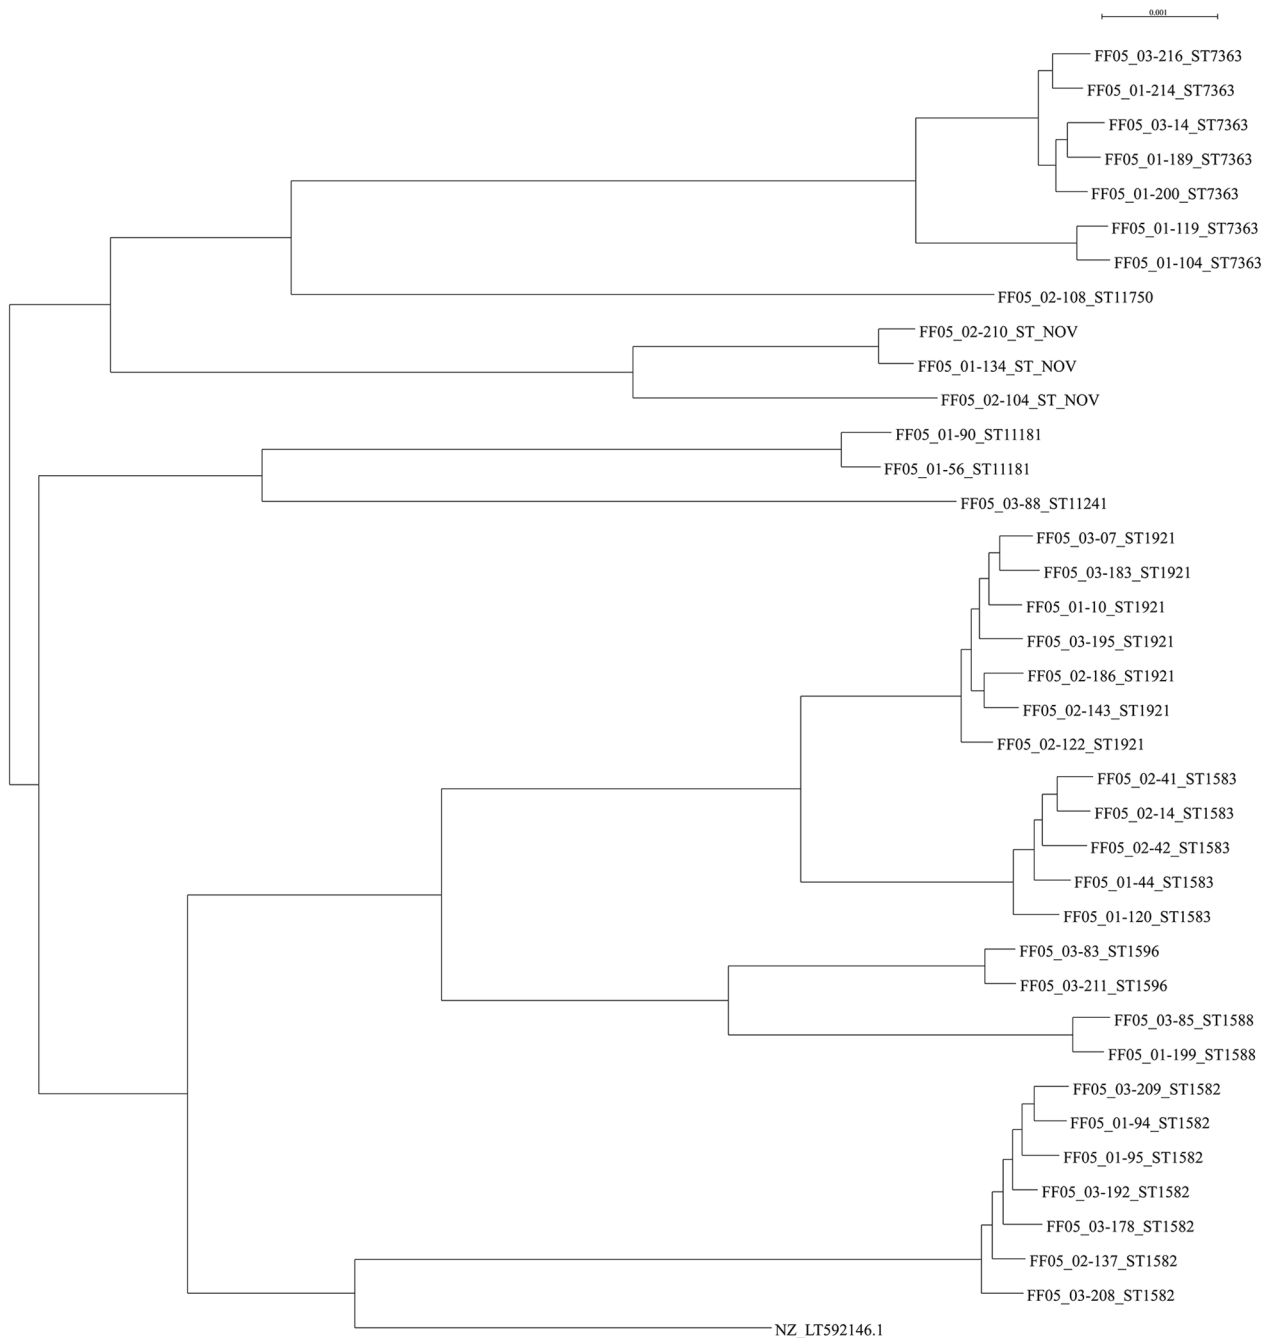 0.001
FF05_03-216_ST7363
FF05_01-214_ST7363
FF05_03-14_ST7363
FF05_01-189_ST7363
FF05_01-200_ST7363
FF05_01-119_ST7363
FF05_01-104_ST7363
FF05_02-108_ST11750
FF05_02-210_ST_NOV
FF05_01-134_ST_NOV
FF05_02-104_ST_NOV
FF05_01-90_ST11181
FF05_01-56_ST11181
FF05_03-88_ST11241
FF05_03-07_ST1921
FF05_03-183_ST1921
FF05_01-10_ST1921
FF05_03-195_ST1921
FF05_02-186_ST1921
FF05_02-143_ST1921
FF05_02-122_ST1921
FF05_02-41_ST1583
FF05_02-14_ST1583
FF05_02-42_ST1583
FF05_01-44_ST1583
FF05_01-120_ST1583
FF05_03-83_ST1596
FF05_03-211_ST1596
FF05_03-85_ST1588
FF05_01-199_ST1588
FF05_03-209_ST1582
FF05_01-94_ST1582
FF05_01-95_ST1582
FF05_03-192_ST1582
FF05_03-178_ST1582
FF05_02-137_ST1582
FF05_03-208_ST1582
NZ_LT592146.1